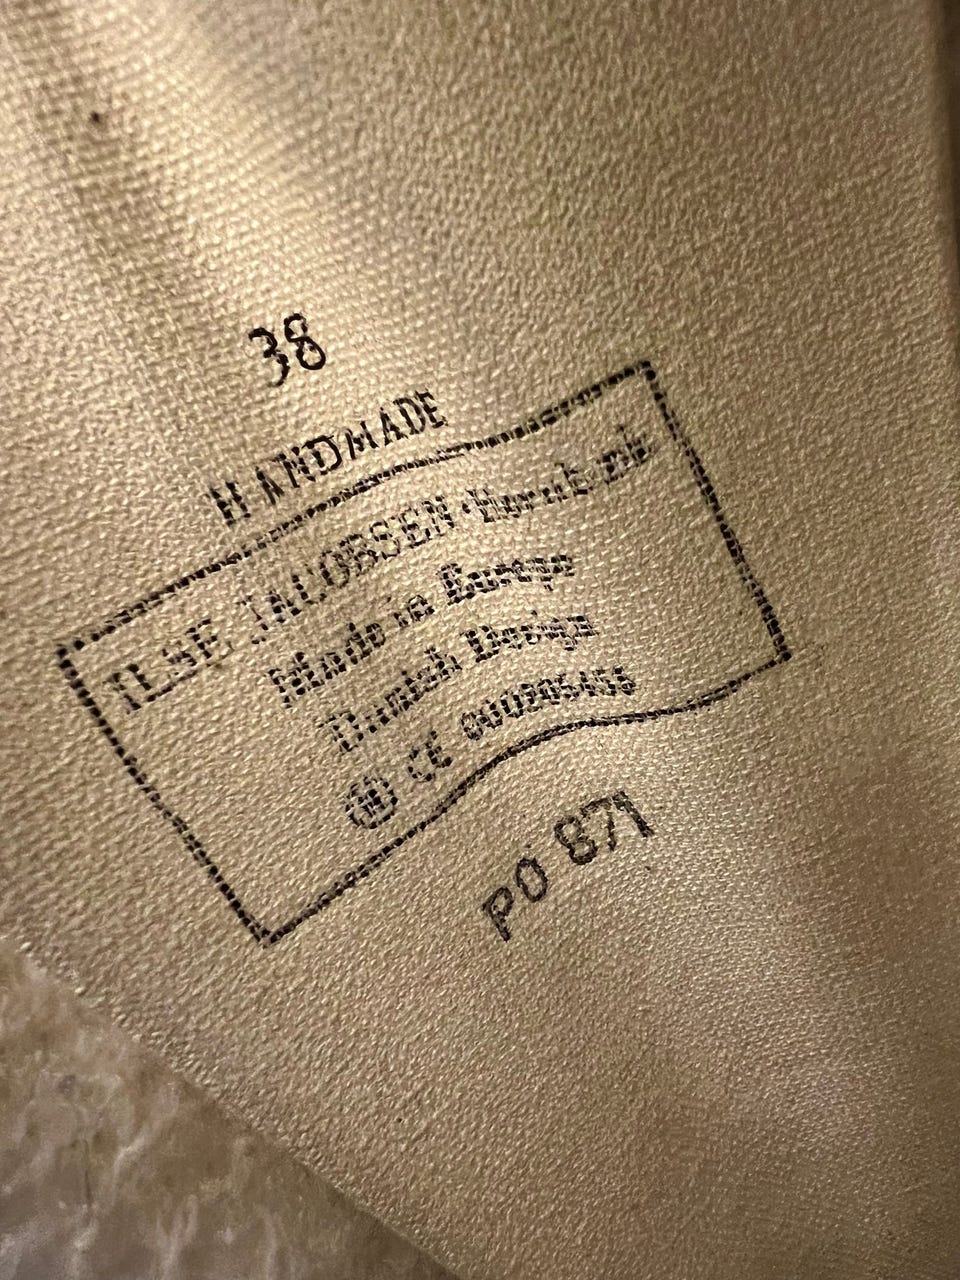 38
HANDMADE
ILSE JACOBSEN · Hornbæk
Made in Europe
Danish Design
CE
PO 871